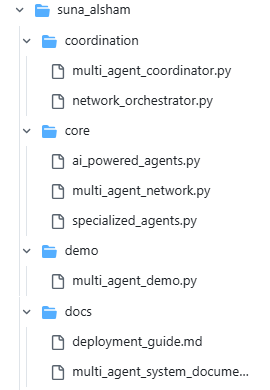 suna_alsham
coordination
multi_agent_coordinator.py
network_orchestrator.py
core
ai_powered_agents.py
multi_agent_network.py
specialized_agents.py
demo
multi_agent_demo.py
docs
deployment_guide.md
multi_agent_system_docume...